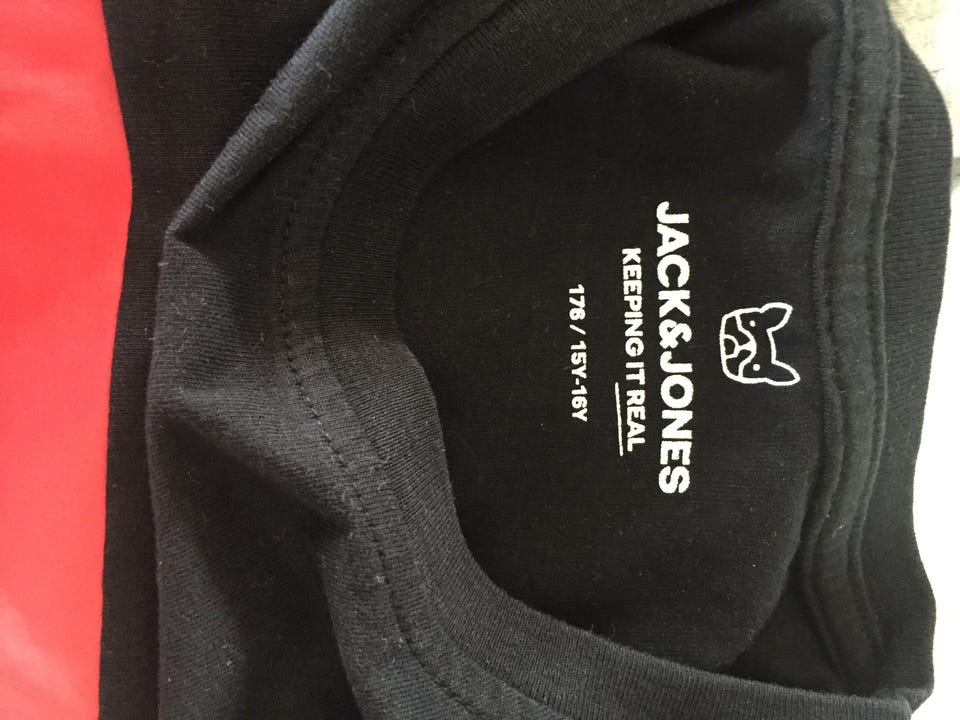 JACK&JONES
KEEPING IT REAL
176 / 15Y-16Y